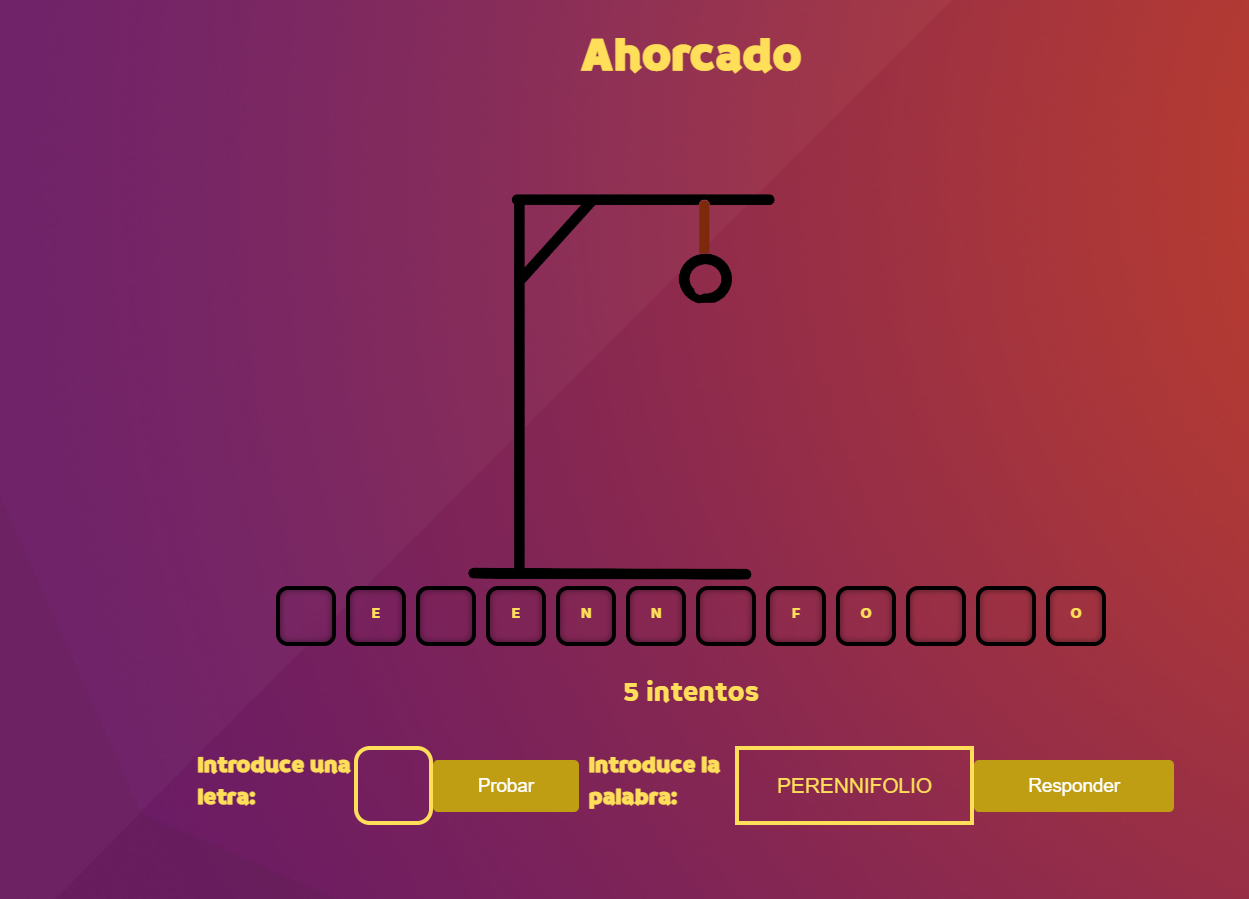 Ahorcado
E E N N F O O
5 intentos
Introduce una
letra:
Probar
Introduce la
palabra:
PERENNIFOLIO
Responder